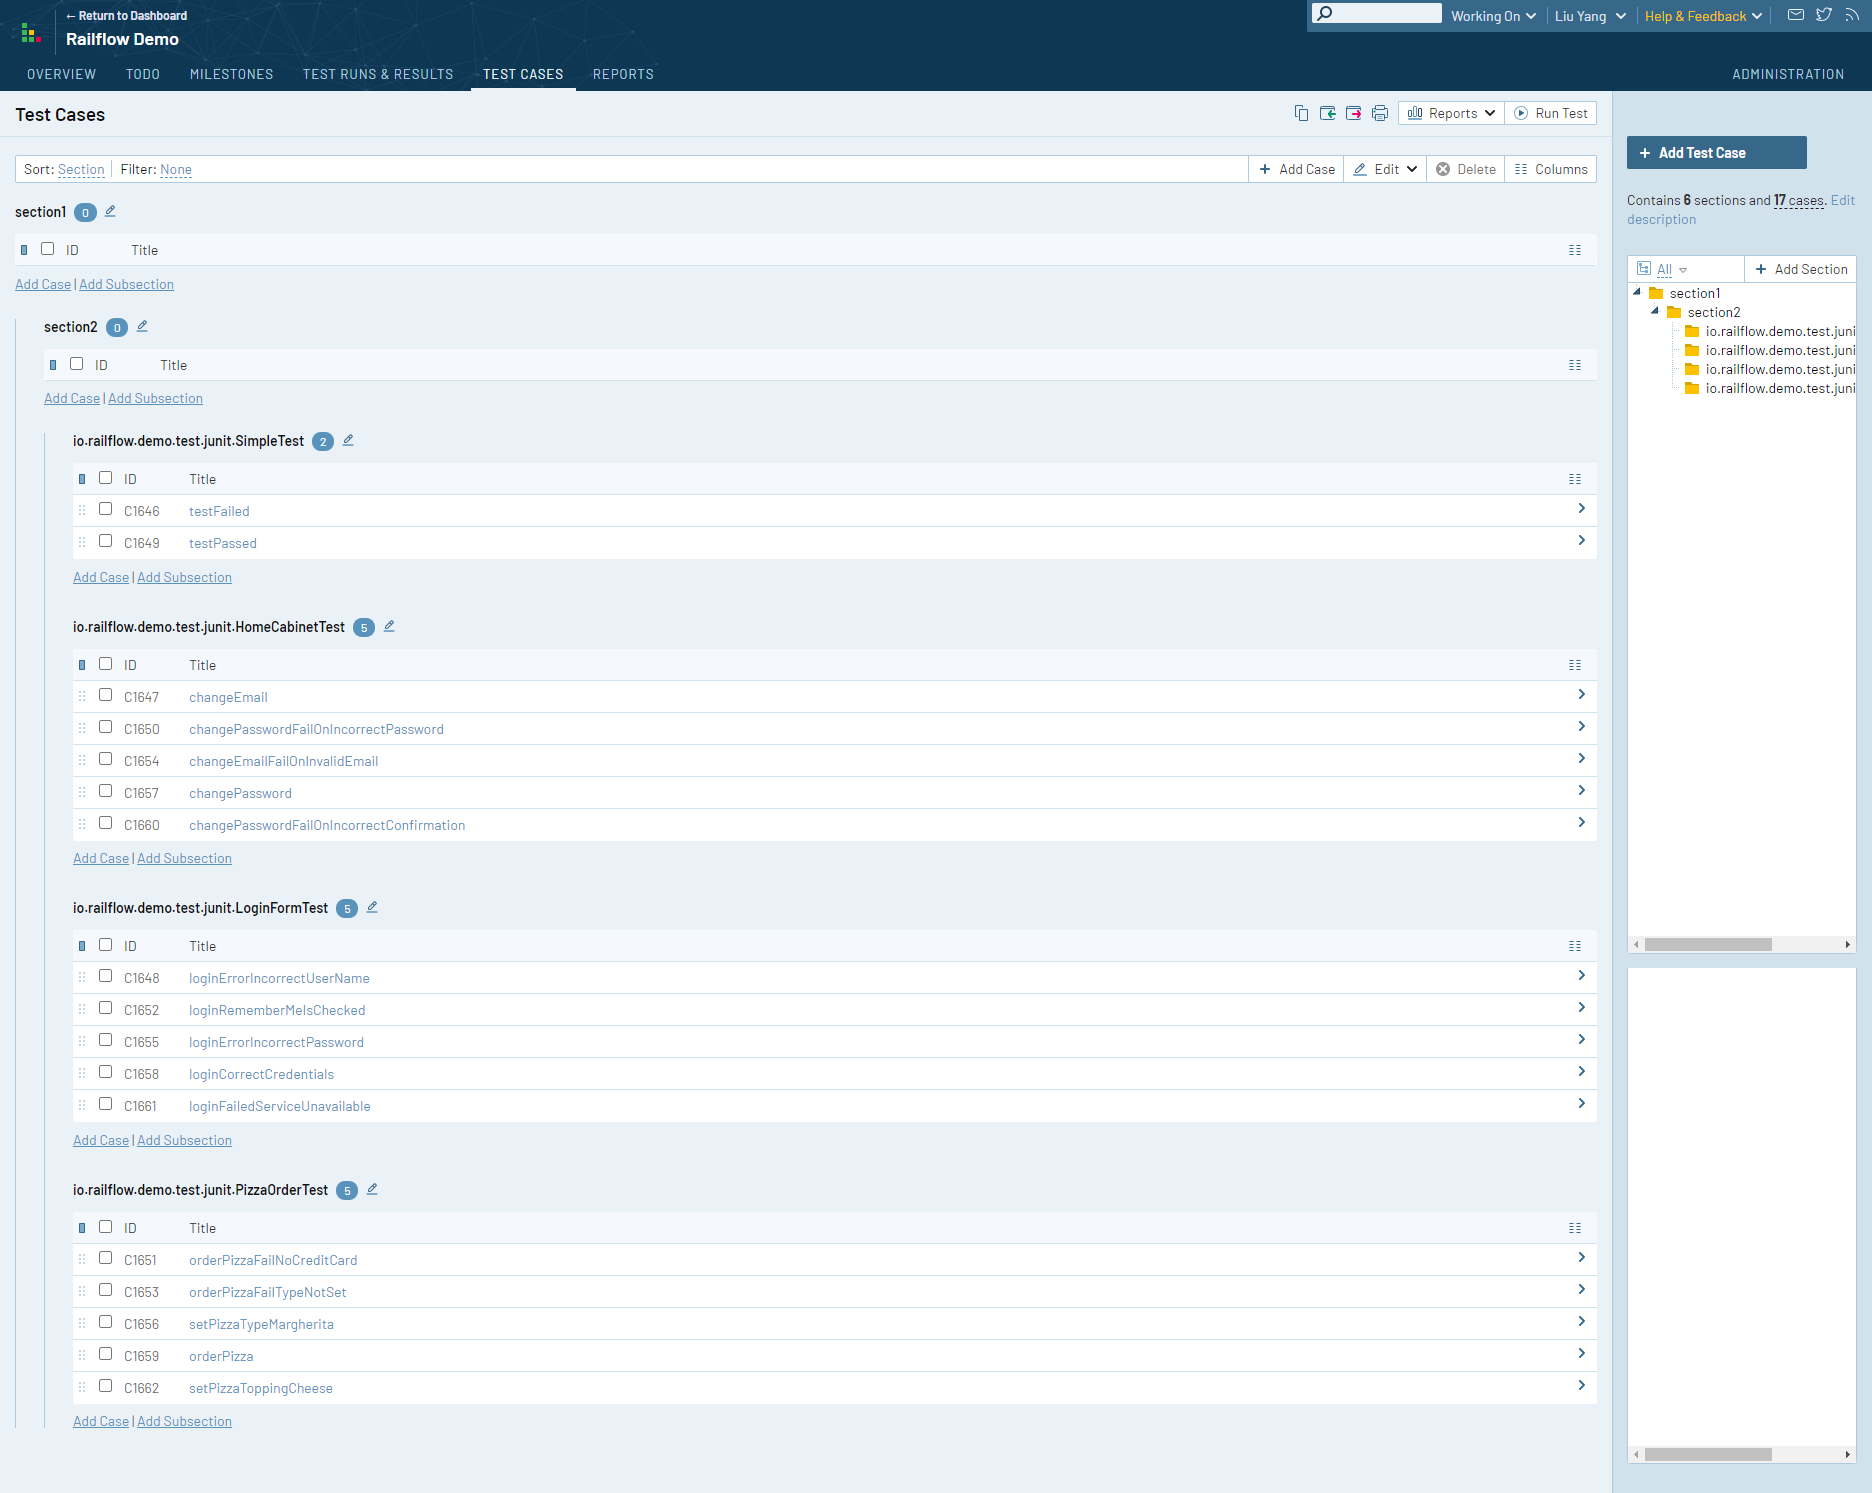 ← Return to Dashboard
Railflow Demo
Working On
Liu Yang
Help & Feedback
OVERVIEW TODO MILESTONES TEST RUNS & RESULTS TEST CASES REPORTS ADMINISTRATION
Test Cases
Reports
Run Test
Sort: Section Filter: None
+ Add Case Edit Delete Columns
section1 0
ID Title
Add Case | Add Subsection
section2 0
ID Title
Add Case | Add Subsection
io.railflow.demo.test.junit.SimpleTest 2
ID Title
C1646 testFailed
C1649 testPassed
Add Case | Add Subsection
io.railflow.demo.test.junit.HomeCabinetTest 5
ID Title
C1647 changeEmail
C1650 changePasswordFailOnIncorrectPassword
C1654 changeEmailFailOnInvalidEmail
C1657 changePassword
C1660 changePasswordFailOnIncorrectConfirmation
Add Case | Add Subsection
io.railflow.demo.test.junit.LoginFormTest 5
ID Title
C1648 loginErrorIncorrectUserName
C1652 loginRememberMeIsChecked
C1655 loginErrorIncorrectPassword
C1658 loginCorrectCredentials
C1661 loginFailedServiceUnavailable
Add Case | Add Subsection
io.railflow.demo.test.junit.PizzaOrderTest 5
ID Title
C1651 orderPizzaFailNoCreditCard
C1653 orderPizzaFailTypeNotSet
C1656 setPizzaTypeMargherita
C1659 orderPizza
C1662 setPizzaToppingCheese
Add Case | Add Subsection
+ Add Test Case
Contains 6 sections and 17 cases. Edit
description
All
+ Add Section
section1
section2
io.railflow.demo.test.juni
io.railflow.demo.test.juni
io.railflow.demo.test.juni
io.railflow.demo.test.juni